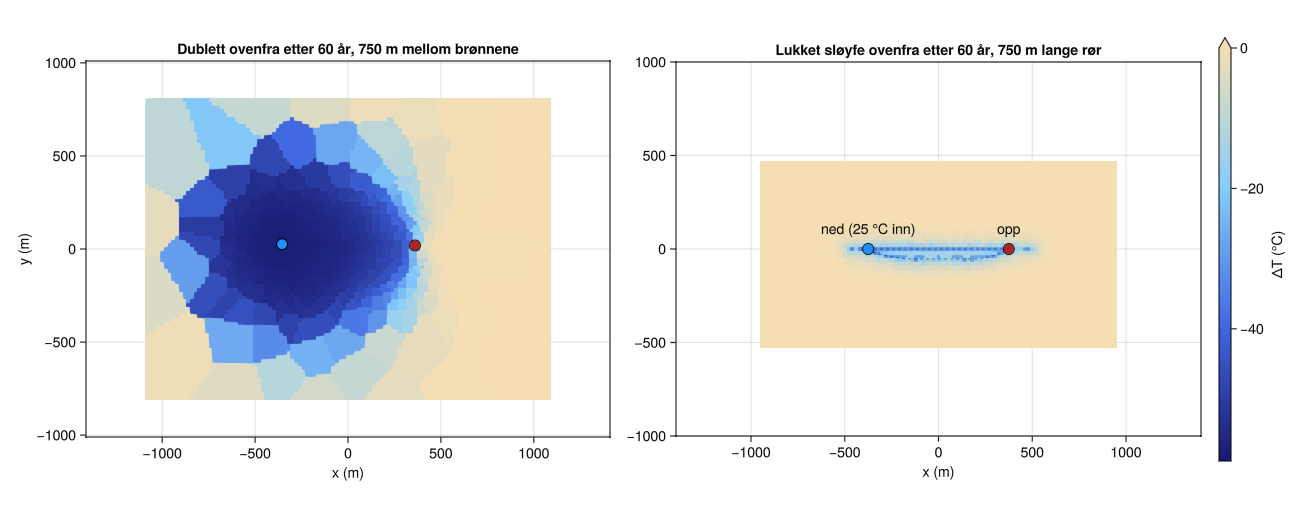 Dublett ovenfra etter 60 år, 750 m mellom brønnene
1000
500
0
−500
−1000
y (m)
−1000
−500
0
500
1000
x (m)
Lukket sløyfe ovenfra etter 60 år, 750 m lange rør
1000
500
0
−500
−1000
ned (25 °C inn)
opp
−1000
−500
0
500
1000
x (m)
0
−20
−40
ΔT (°C)